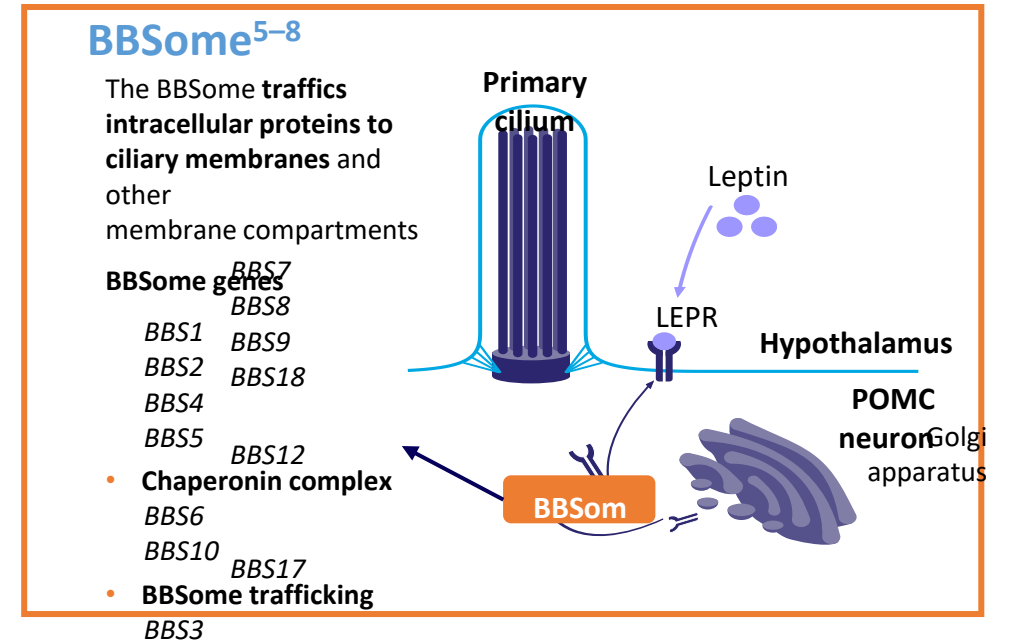 BBSome5–8
The BBSome traffics
intracellular proteins to
ciliary membranes and
other
membrane compartments
BBSome genes
BBS1
BBS2
BBS4
BBS5
BBS7
BBS8
BBS9
BBS18
• Chaperonin complex
BBS6
BBS10
BBS12
• BBSome trafficking
BBS3
BBS17
Primary
cilium
Leptin
LEPR
Hypothalamus
POMC
neuron
Golgi
apparatus
BBSom